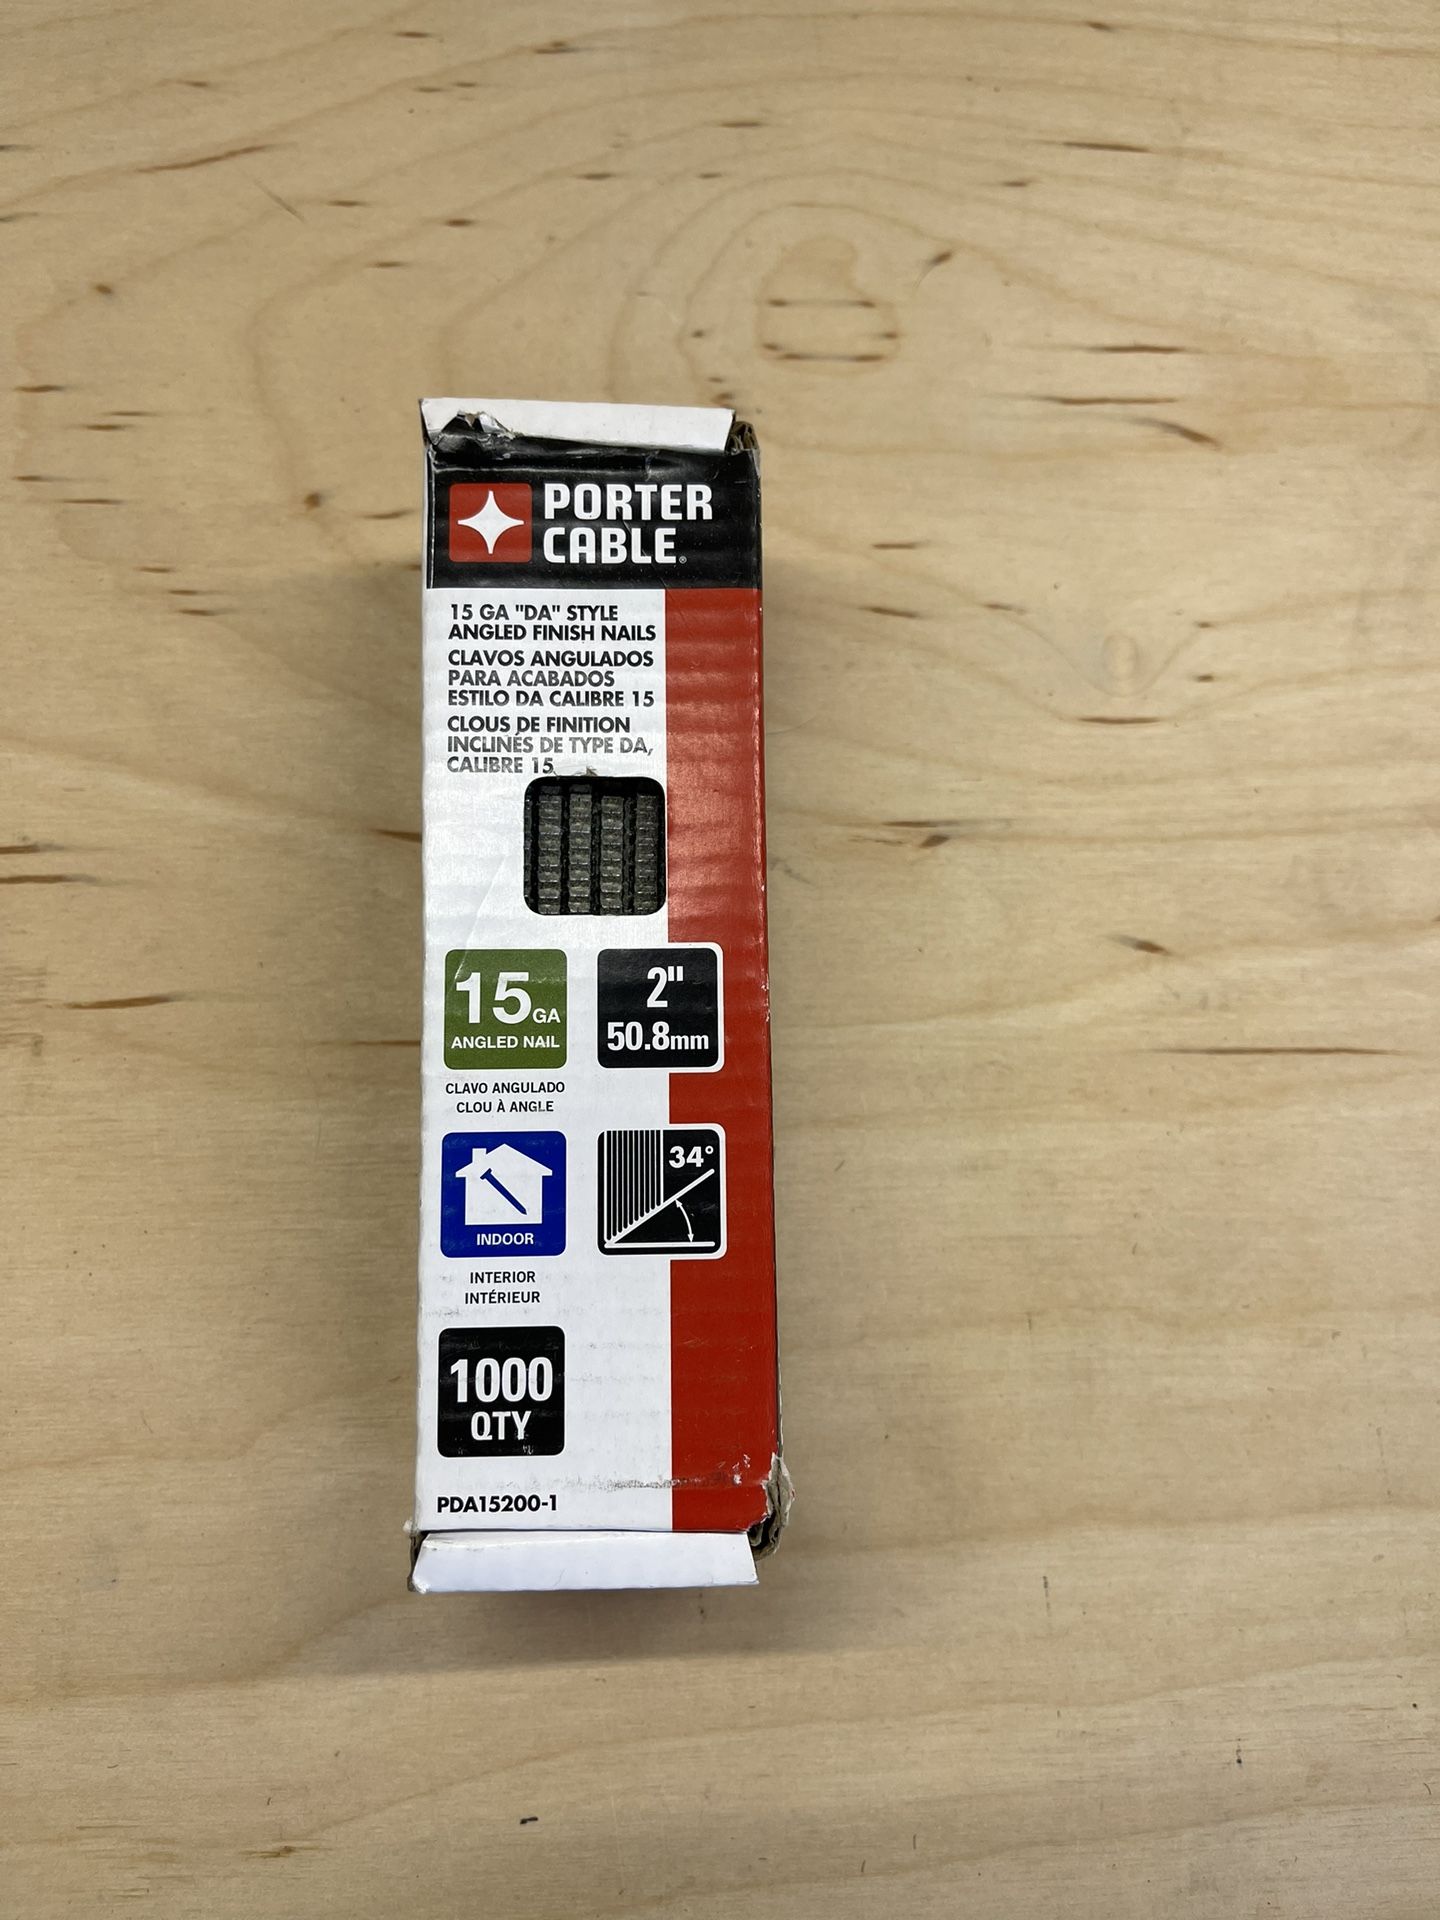 PORTER
CABLE®
15 GA "DA" STYLE
ANGLED FINISH NAILS
CLAVOS ANGULADOS
PARA ACABADOS
ESTILO DA CALIBRE 15
CLOUS DE FINITION
INCLINÉS DE TYPE DA,
CALIBRE 15
15GA
ANGLED NAIL
2"
50.8mm
CLAVO ANGULADO
CLOU À ANGLE
INDOOR
34°
INTERIOR
INTÉRIEUR
1000
QTY
PDA15200-1